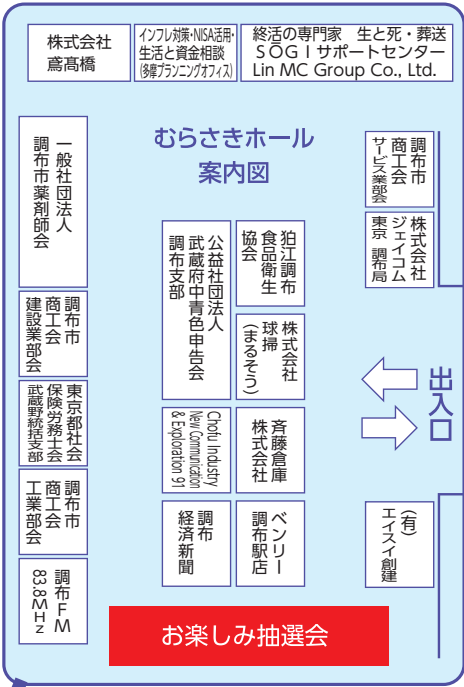 株式会社
鳶髙橋
インフレ対策・NISA活用・
生活と資金相談
(多摩プランニングオフィス)
終活の専門家 生と死・葬送
SOGIサポートセンター
Lin MC Group Co., Ltd.
むらさきホール
案内図
一般社団法人
調布市薬剤師会
調布市
商工会
建設業部会
東京都社会
保険労務士会
武蔵野統括支部
調布市
商工会
工業部会
調布FM
83.8MHz
公益社団法人
武蔵府中青色申告会
調布支部
狛江調布
食品衛生
協会
株式会社
球掃
(まるそう)
Chofu Industry
New Communication
& Exploration 91
斉藤倉庫
株式会社
調布
経済新聞
ベンリー
調布駅店
調布市
商工会
サービス業部会
株式会社
ジェイコム
東京 調布局
出入口
(有)
エイスイ創建
お楽しみ抽選会